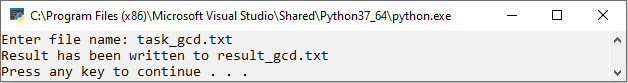 C:\Program Files (x86)\Microsoft Visual Studio\Shared\Python37_64\python.exe
Enter file name: task_gcd.txt
Result has been written to result_gcd.txt
Press any key to continue . . .